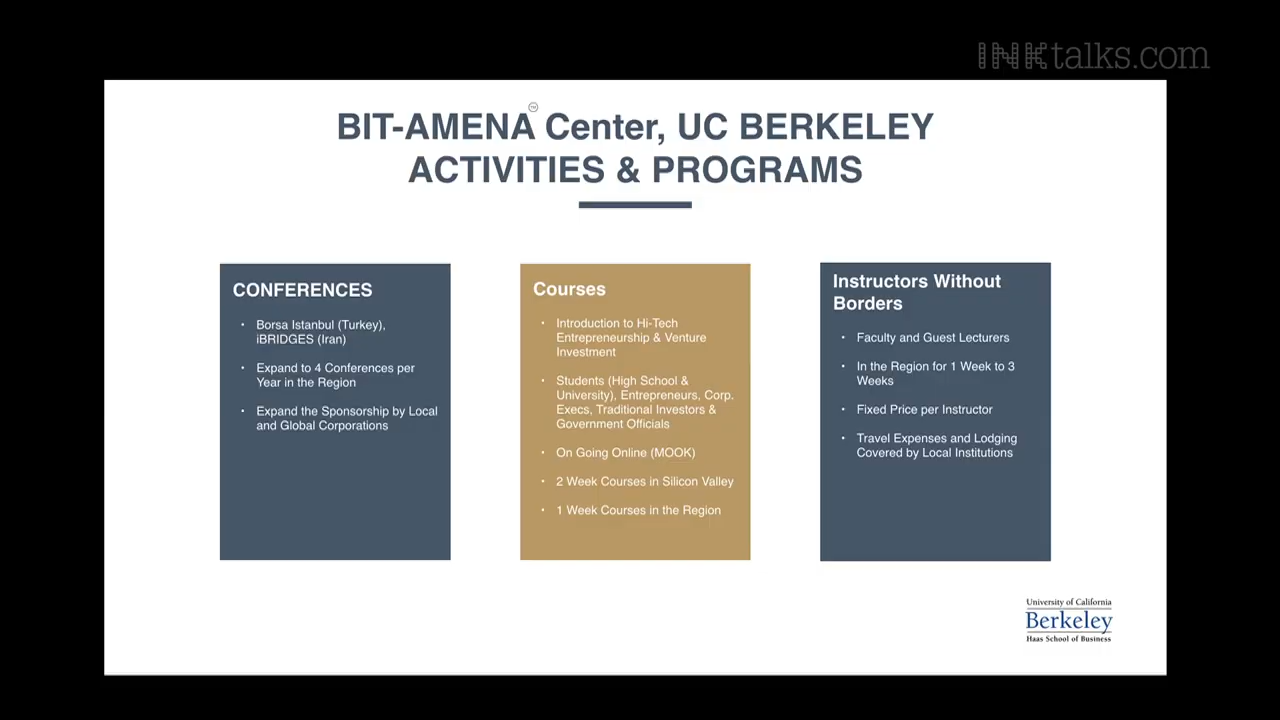 INKtalks.com
BIT-AMENA™ Center, UC BERKELEY
ACTIVITIES & PROGRAMS
CONFERENCES
• Borsa Istanbul (Turkey),
iBRIDGES (Iran)
• Expand to 4 Conferences per
Year in the Region
• Expand the Sponsorship by Local
and Global Corporations
Courses
• Introduction to Hi-Tech
Entrepreneurship & Venture
Investment
• Students (High School &
University), Entrepreneurs, Corp.
Execs, Traditional Investors &
Government Officials
• On Going Online (MOOK)
• 2 Week Courses in Silicon Valley
• 1 Week Courses in the Region
Instructors Without
Borders
• Faculty and Guest Lecturers
• In the Region for 1 Week to 3
Weeks
• Fixed Price per Instructor
• Travel Expenses and Lodging
Covered by Local Institutions
University of California
Berkeley
Haas School of Business